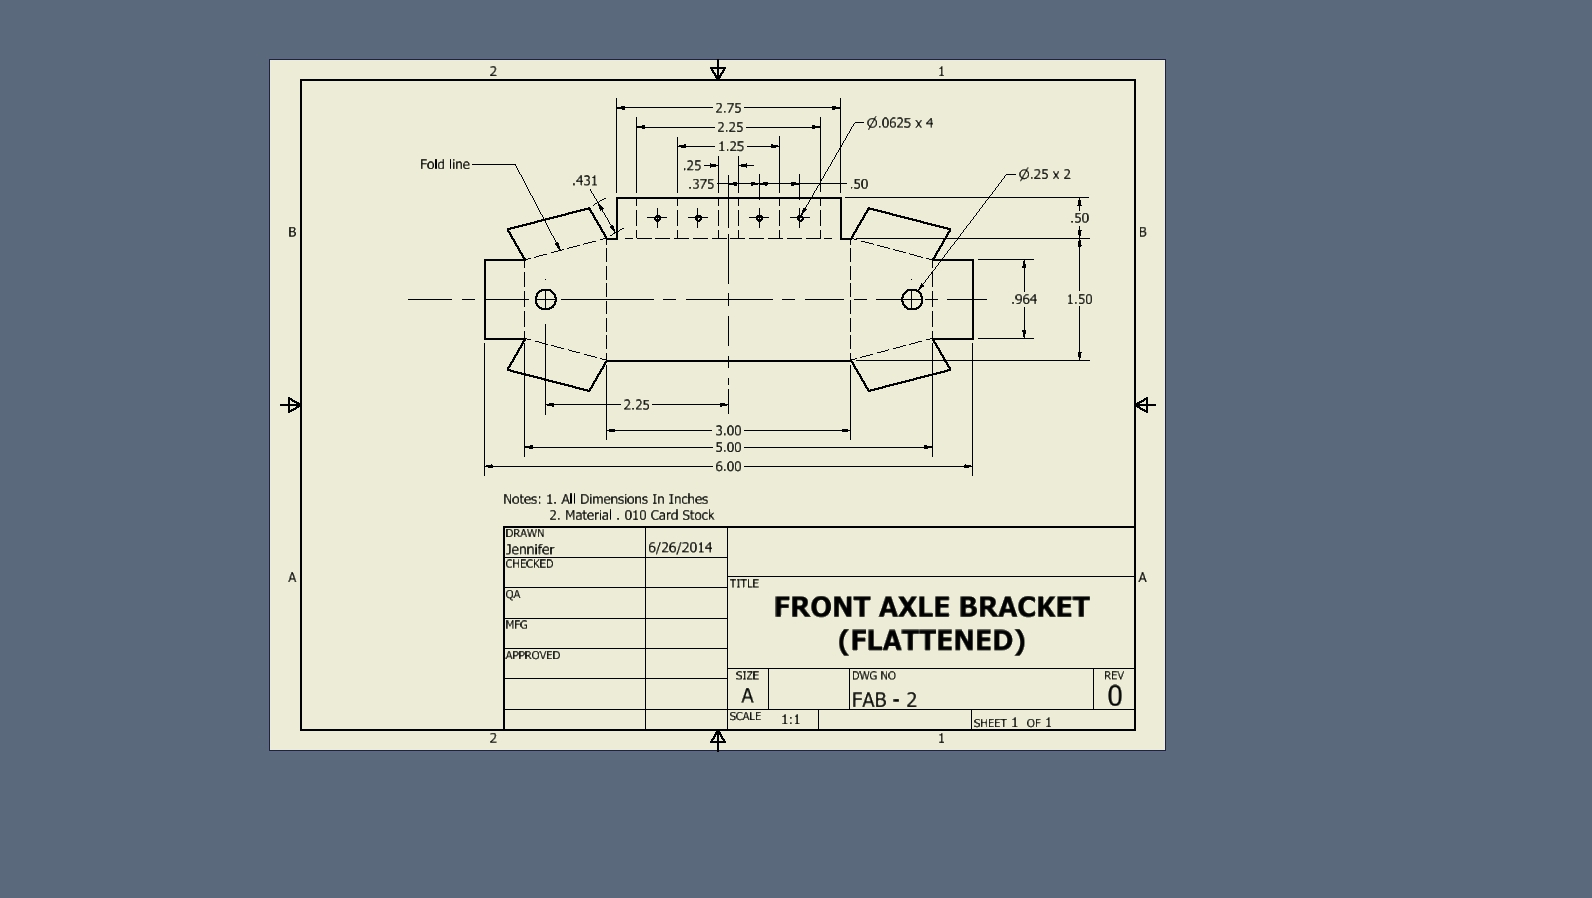 2
1
2.75
Ø.0625 x 4
2.25
1.25
Fold line
.25
Ø.25 x 2
.431
.375
.50
.50
B
B
.964
1.50
2.25
3.00
5.00
6.00
Notes: 1. All Dimensions In Inches
2. Material . 010 Card Stock
DRAWN
Jennifer
6/26/2014
CHECKED
A
TITLE
A
QA
FRONT AXLE BRACKET
(FLATTENED)
MFG
APPROVED
SIZE
A
DWG NO
FAB - 2
REV
0
SCALE 1:1
SHEET 1 OF 1
2
1